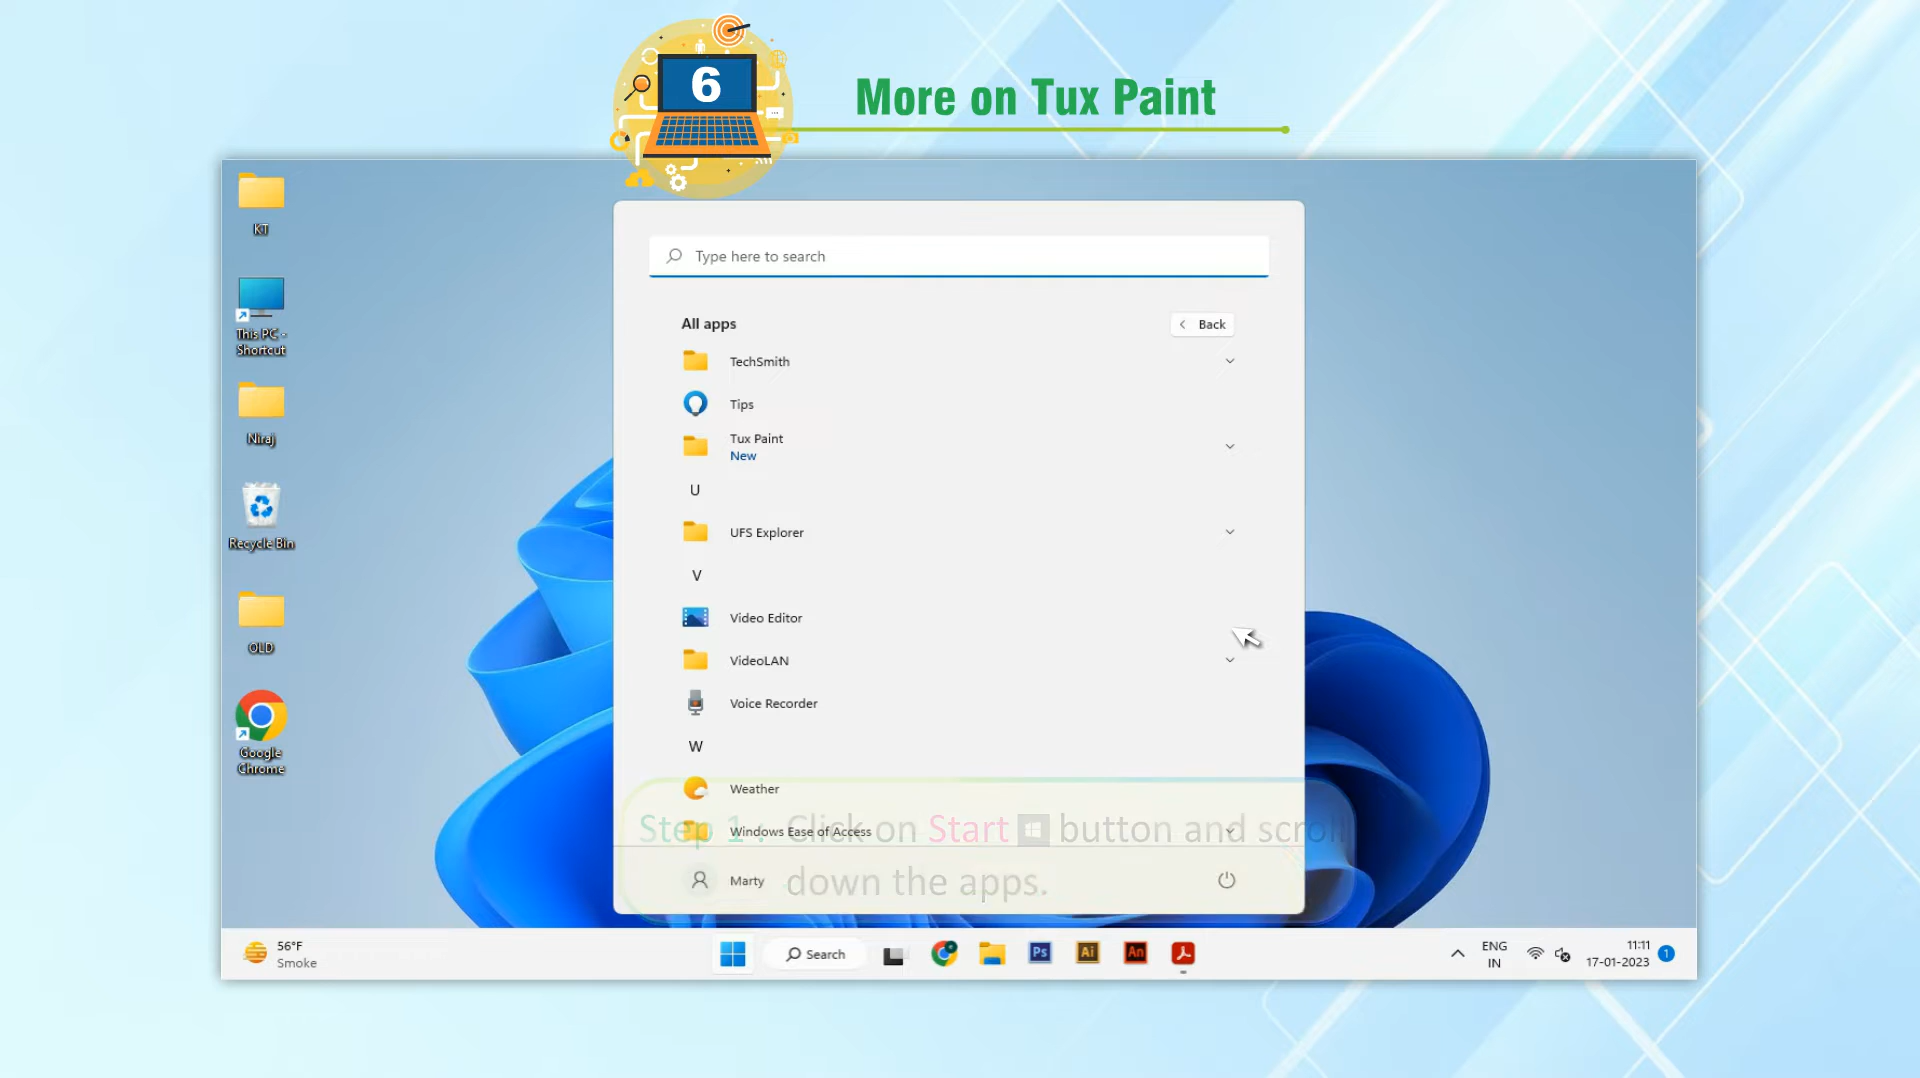 6
More on Tux Paint
KT
This PC -
Shortcut
Niraj
Recycle Bin
OLD
Google
Chrome
Type here to search
All apps
Back
TechSmith
Tips
Tux Paint
New
U
UFS Explorer
V
Video Editor
VideoLAN
Voice Recorder
W
Weather
Windows Ease of Access
Step 1 : Click on Start button and scroll
down the apps.
Marty
56°F
Smoke
Search
Ps
Ai
An
ENG
IN
11:11
17-01-2023
1